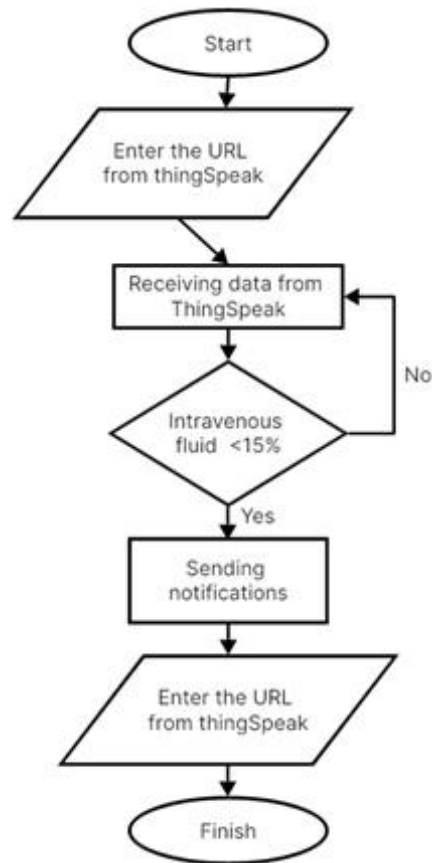 Start
Enter the URL
from thingSpeak
Receiving data from
ThingSpeak
No
Intravenous
fluid <15%
Yes
Sending
notifications
Enter the URL
from thingSpeak
Finish